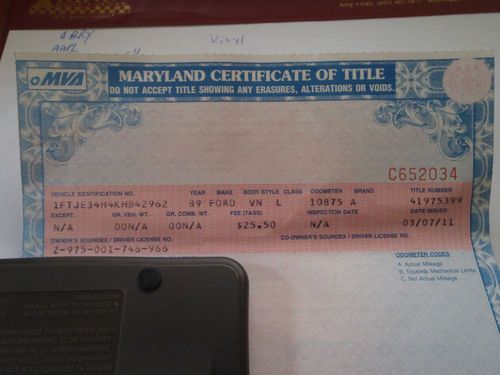 Vinyl
MVA
MARYLAND CERTIFICATE OF TITLE
DO NOT ACCEPT TITLE SHOWING ANY ERASURES, ALTERATIONS OR VOIDS.
C652034
VEHICLE IDENTIFICATION NO. YEAR MAKE BODY STYLE CLASS ODOMETER BRAND TITLE NUMBER
1FTJE34M4KHB42962 89 FORD VN L 10875 A 41975399
EXCEPT. GR. VEH. WT. GR. COMB. WT. FEE (TAGS) INSPECTION DATE DATE ISSUED
N/A 00N/A 00N/A $25.50 N/A 03/07/11
OWNER'S SOUNDEX / DRIVER LICENSE NO. CO-OWNER'S SOUNDEX / DRIVER LICENSE NO.
Z-975-001-746-966
ODOMETER CODES
A. Actual Mileage
B. Exceeds Mechanical Limits
C. Not Actual Mileage